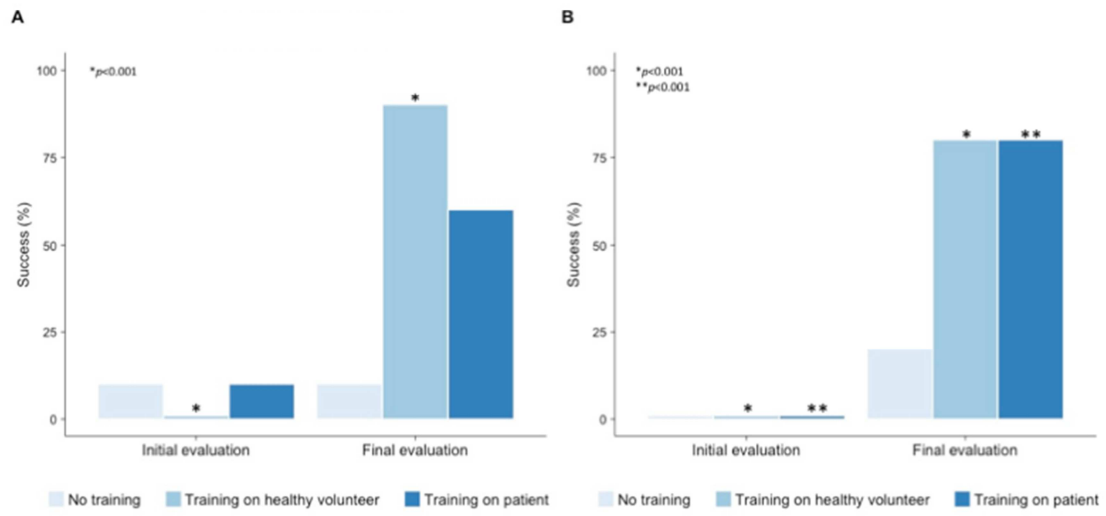 A
*p<0.001
Success (%)
100
75
50
25
0
*
*
Initial evaluation
Final evaluation
No training
Training on healthy volunteer
Training on patient
B
*p<0.001
**p<0.001
Success (%)
100
75
50
25
0
*
**
*
**
Initial evaluation
Final evaluation
No training
Training on healthy volunteer
Training on patient